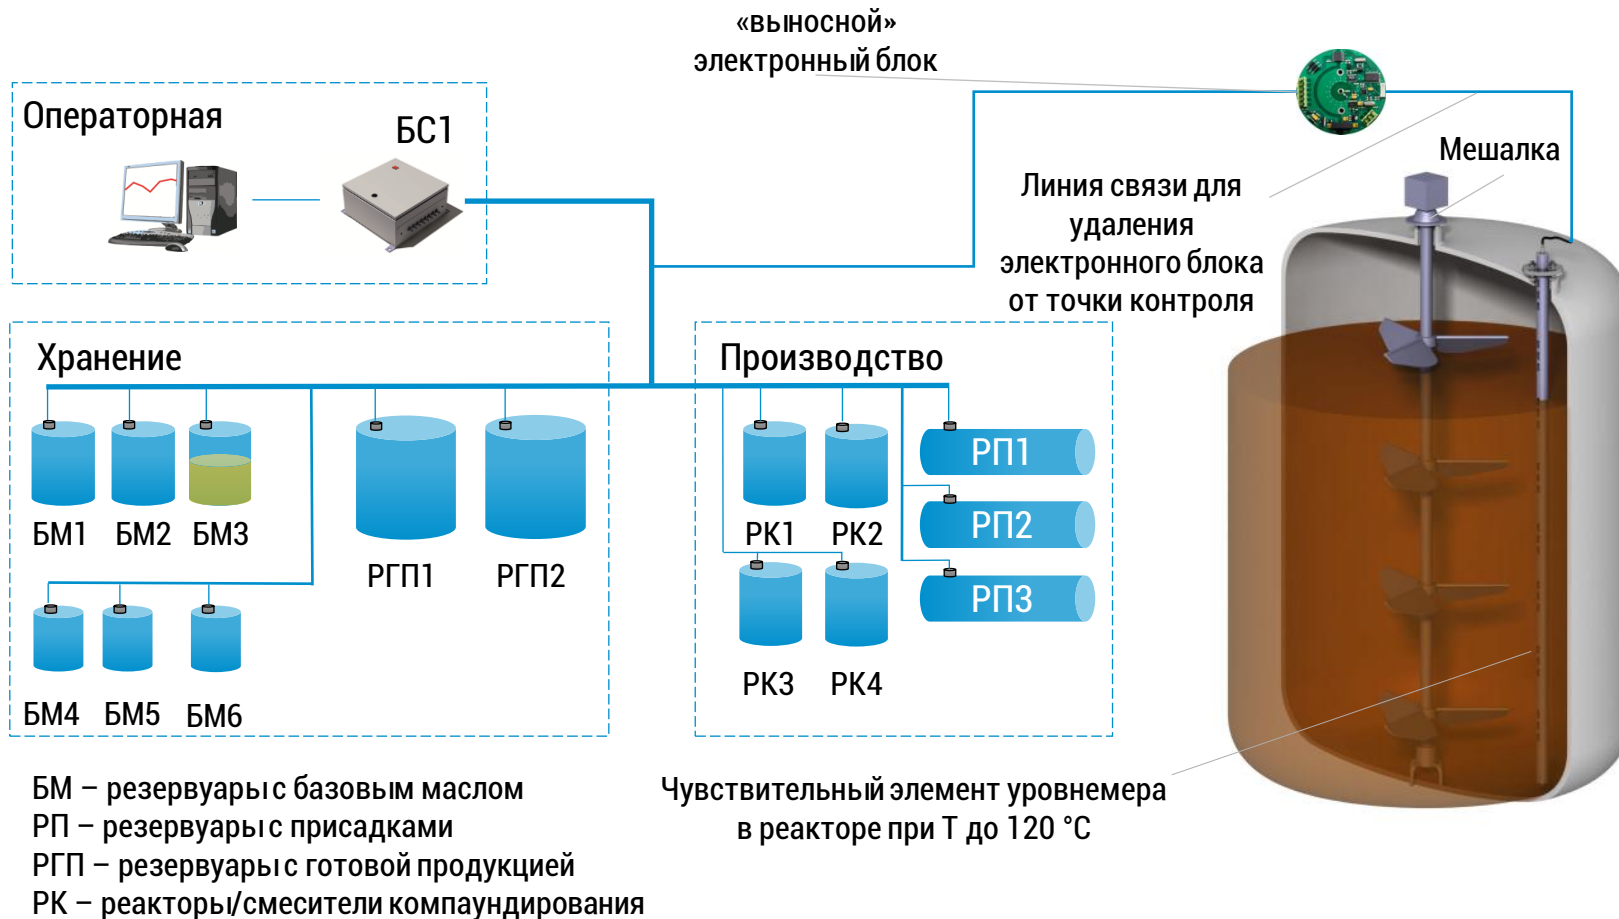 «выносной»
электронный блок
Операторная
БС1
Мешалка
Линия связи для
удаления
электронного блока
от точки контроля
Хранение
БМ1 БМ2 БМ3
РГП1 РГП2
БМ4 БМ5 БМ6
Производство
РК1 РК2
РП1
РП2
РП3
РК3 РК4
Чувствительный элемент уровнемера
в реакторе при Т до 120 °С
БМ – резервуары с базовым маслом
РП – резервуары с присадками
РГП – резервуары с готовой продукцией
РК – реакторы/смесители компаундирования